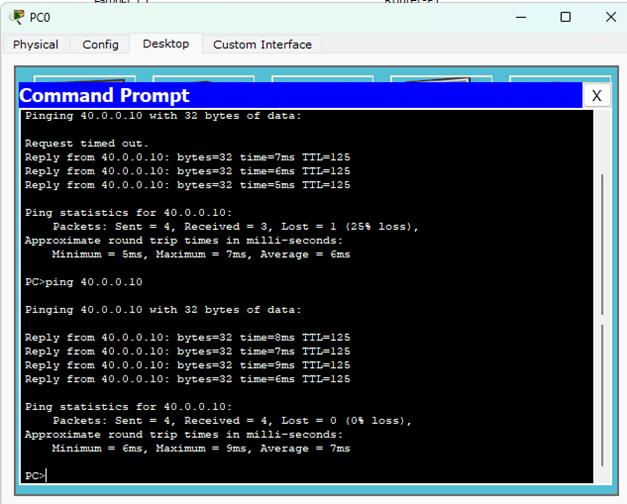 PC0
Physical Config Desktop Custom Interface
Command Prompt
X
Pinging 40.0.0.10 with 32 bytes of data:
Request timed out.
Reply from 40.0.0.10: bytes=32 time=7ms TTL=125
Reply from 40.0.0.10: bytes=32 time=6ms TTL=125
Reply from 40.0.0.10: bytes=32 time=5ms TTL=125
Ping statistics for 40.0.0.10:
Packets: Sent = 4, Received = 3, Lost = 1 (25% loss),
Approximate round trip times in milli-seconds:
Minimum = 5ms, Maximum = 7ms, Average = 6ms
PC>ping 40.0.0.10
Pinging 40.0.0.10 with 32 bytes of data:
Reply from 40.0.0.10: bytes=32 time=8ms TTL=125
Reply from 40.0.0.10: bytes=32 time=7ms TTL=125
Reply from 40.0.0.10: bytes=32 time=9ms TTL=125
Reply from 40.0.0.10: bytes=32 time=6ms TTL=125
Ping statistics for 40.0.0.10:
Packets: Sent = 4, Received = 4, Lost = 0 (0% loss),
Approximate round trip times in milli-seconds:
Minimum = 6ms, Maximum = 9ms, Average = 7ms
PC>